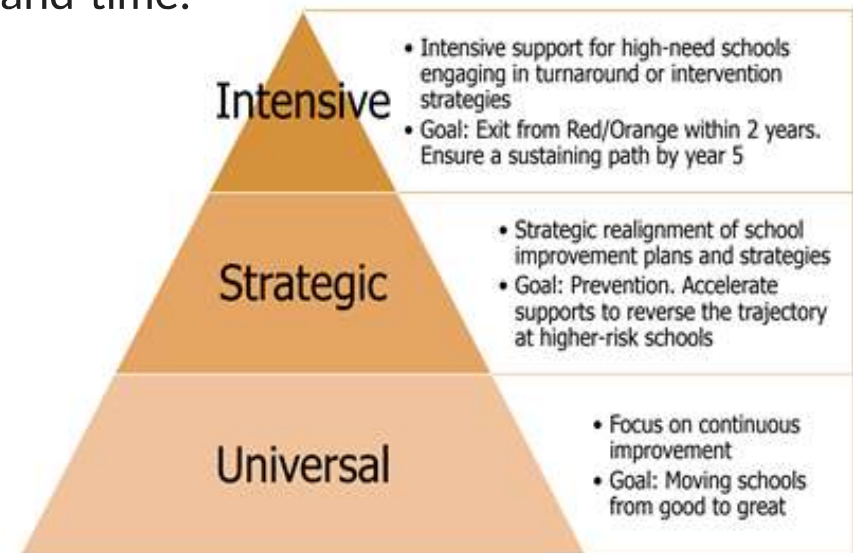 and time.
Intensive
• Intensive support for high-need schools
engaging in turnaround or intervention
strategies
• Goal: Exit from Red/Orange within 2 years.
Ensure a sustaining path by year 5
Strategic
• Strategic realignment of school
improvement plans and strategies
• Goal: Prevention. Accelerate
supports to reverse the trajectory
at higher-risk schools
Universal
• Focus on continuous
improvement
• Goal: Moving schools
from good to great